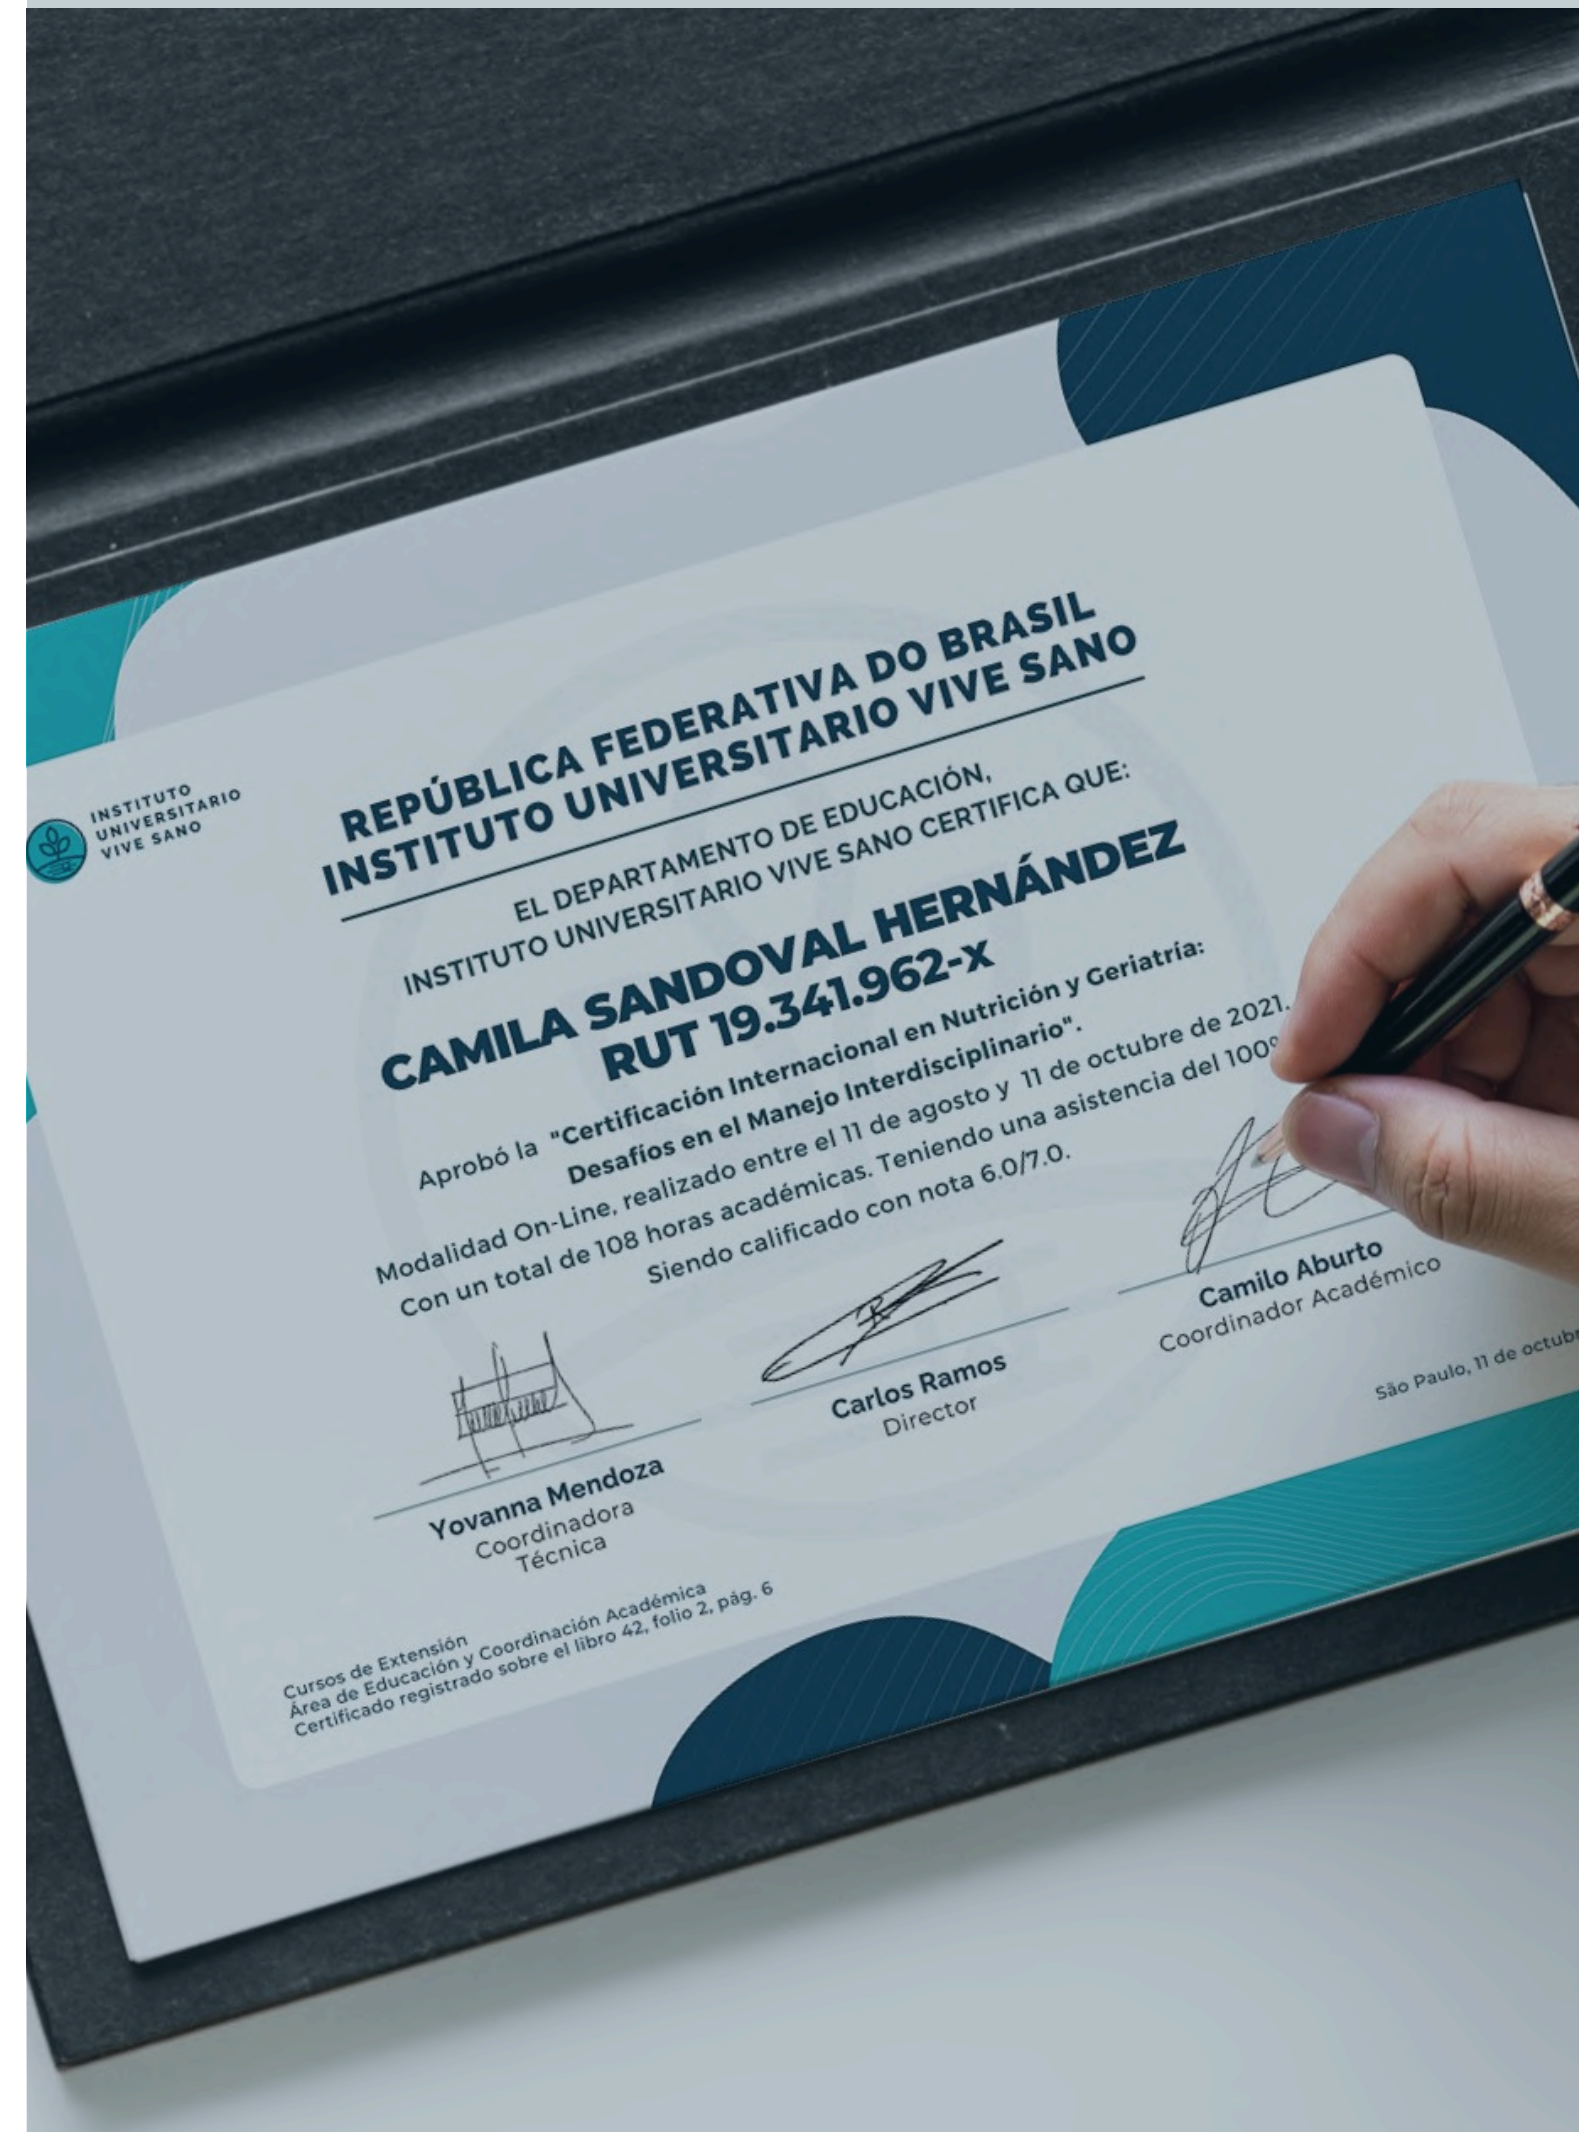 INSTITUTO
UNIVERSITARIO
VIVE SANO
REPÚBLICA FEDERATIVA DO BRASIL
INSTITUTO UNIVERSITARIO VIVE SANO
EL DEPARTAMENTO DE EDUCACIÓN,
INSTITUTO UNIVERSITARIO VIVE SANO CERTIFICA QUE:
CAMILA SANDOVAL HERNÁNDEZ
RUT 19.341.962-x
Aprobó la "Certificación Internacional en Nutrición y Geriatría:
Desafíos en el Manejo Interdisciplinario".
Modalidad On-Line, realizado entre el 11 de agosto y 11 de octubre de 2021.
Con un total de 108 horas académicas. Teniendo una asistencia del 100
Siendo calificado con nota 6.0/7.0.
Yovanna Mendoza
Coordinadora
Técnica
Carlos Ramos
Director
Camilo Aburto
Coordinador Académico
São Paulo, 11 de octubr
Cursos de Extensión
Área de Educación y Coordinación Académica
Certificado registrado sobre el libro 42, folio 2, pág. 6